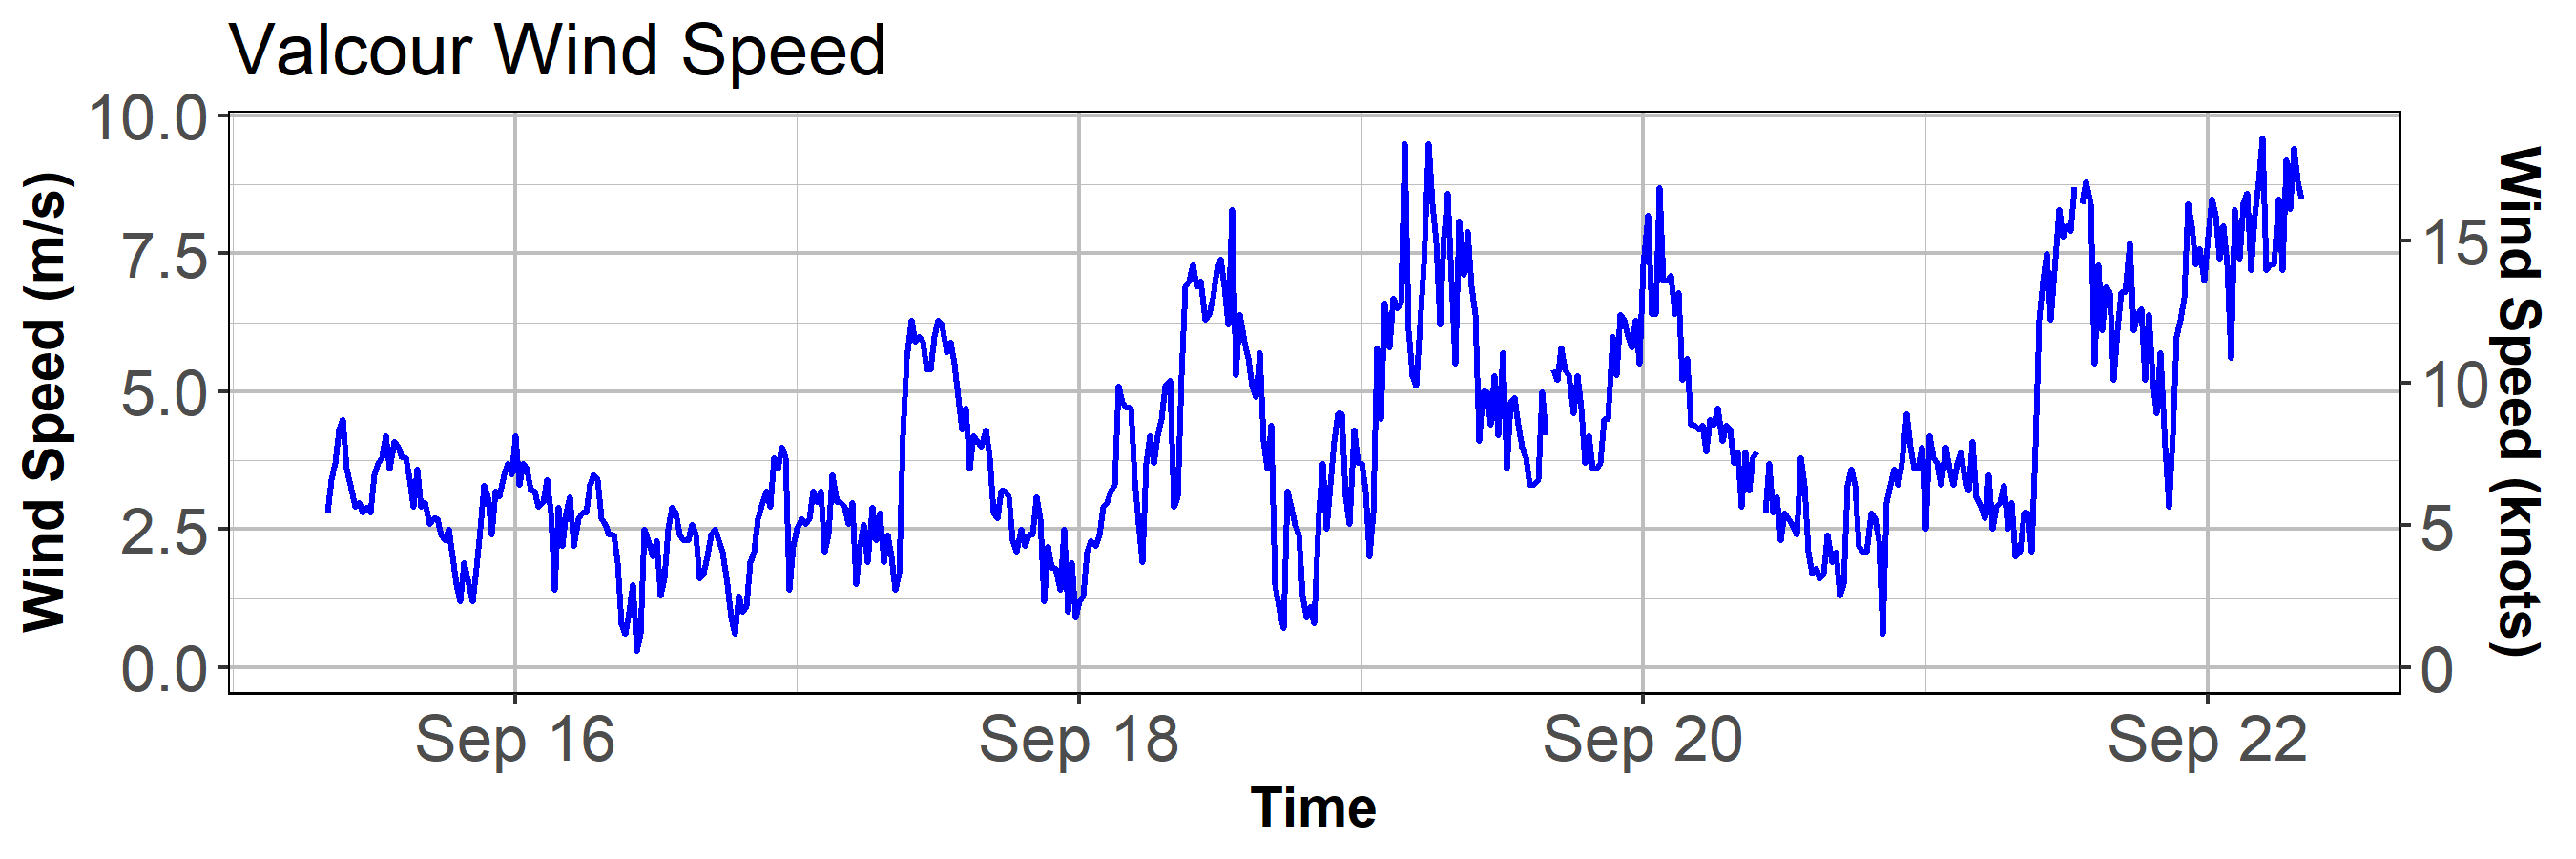 Valcour Wind Speed
Wind Speed (m/s)
10.0
7.5
5.0
2.5
0.0
Wind Speed (knots)
15
10
5
0
Sep 16
Sep 18
Sep 20
Sep 22
Time